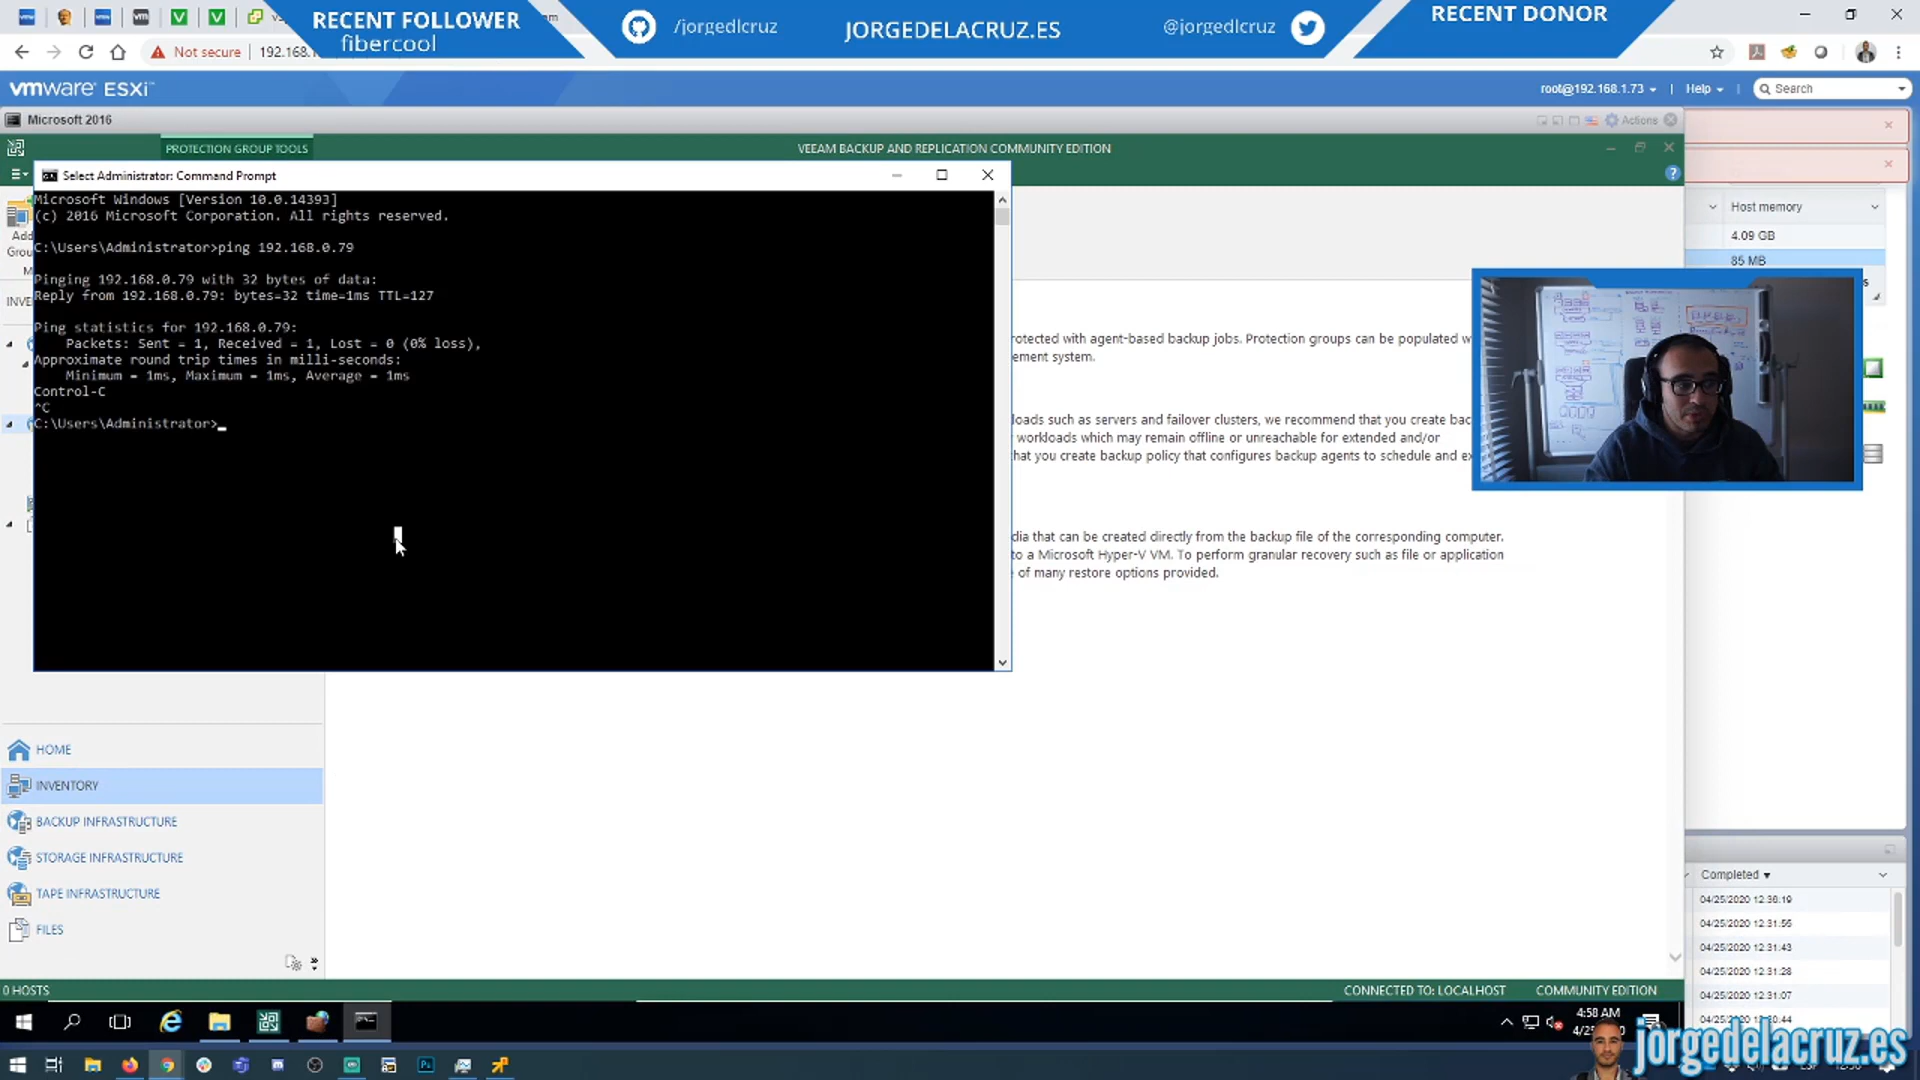 RECENT FOLLOWER
fibercool
/jorgedlcruz
JORGEDELACRUZ.ES
@jorgedlcruz
RECENT DONOR
Not secure
192.168.
vmware ESXi
root@192.168.1.73
Help
Search
Microsoft 2016
Actions
PROTECTION GROUP TOOLS
VEEAM BACKUP AND REPLICATION COMMUNITY EDITION
Select Administrator: Command Prompt
Microsoft Windows [Version 10.0.14393]
(c) 2016 Microsoft Corporation. All rights reserved.
C:\Users\Administrator>ping 192.168.0.79
Pinging 192.168.0.79 with 32 bytes of data:
Reply from 192.168.0.79: bytes=32 time=1ms TTL=127
Ping statistics for 192.168.0.79:
Packets: Sent = 1, Received = 1, Lost = 0 (0% loss),
Approximate round trip times in milli-seconds:
Minimum = 1ms, Maximum = 1ms, Average = 1ms
Control-C
^C
C:\Users\Administrator>
Add
Grou
INVE
Host memory
4.09 GB
85 MB
rotected with agent-based backup jobs. Protection groups can be populated w
ement system.
loads such as servers and failover clusters, we recommend that you create bac
workloads which may remain offline or unreachable for extended and/or
that you create backup policy that configures backup agents to schedule and ex
dia that can be created directly from the backup file of the corresponding computer.
to a Microsoft Hyper-V VM. To perform granular recovery such as file or application
of many restore options provided.
HOME
INVENTORY
BACKUP INFRASTRUCTURE
STORAGE INFRASTRUCTURE
TAPE INFRASTRUCTURE
FILES
Completed
04/25/2020 12:36:19
04/25/2020 12:31:56
04/25/2020 12:31:43
04/25/2020 12:31:28
04/25/2020 12:31:07
0 HOSTS
CONNECTED TO: LOCALHOST
COMMUNITY EDITION
4:58 AM
jorgedelacruz.es